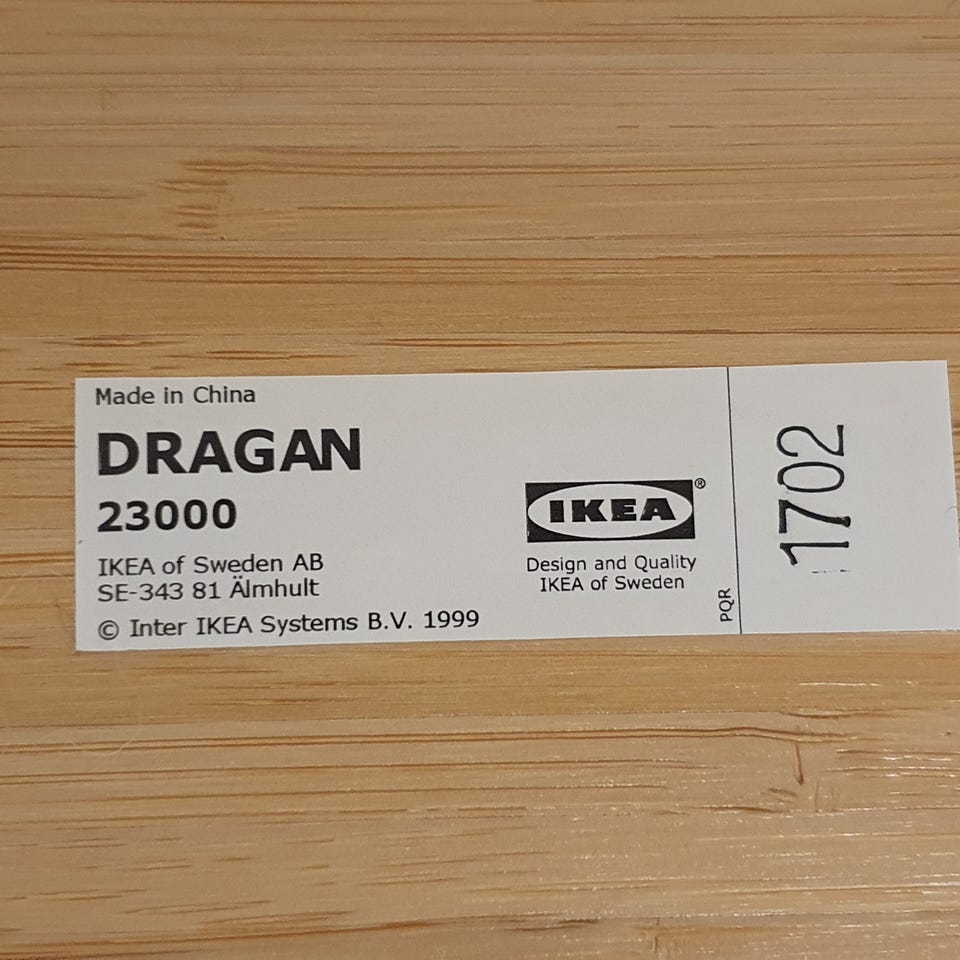 Made in China
DRAGAN
23000
IKEA of Sweden AB
SE-343 81 Älmhult
© Inter IKEA Systems B.V. 1999
IKEA®
Design and Quality
IKEA of Sweden
PQR
1702